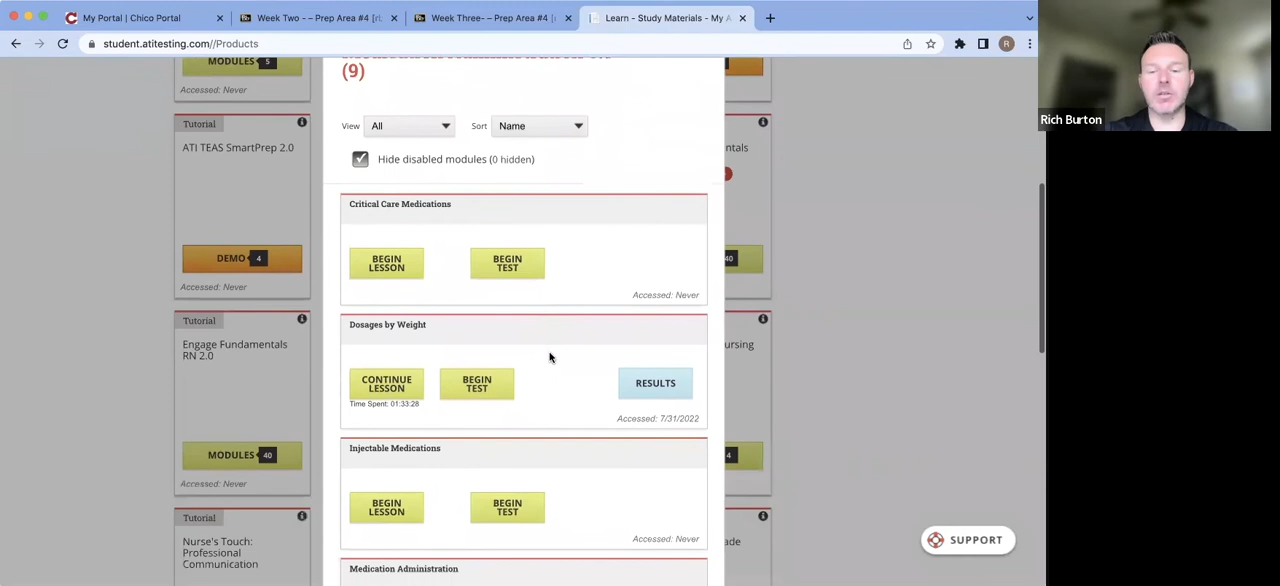 My Portal | Chico Portal
Week Two - – Prep Area #4 [ri
Week Three- – Prep Area #4 [
Learn - Study Materials - My A
student.atitesting.com//Products
R
(9)
MODULES 5
Accessed: Never
View All Sort Name
Hide disabled modules (0 hidden)
Tutorial
ATI TEAS SmartPrep 2.0
DEMO 4
Accessed: Never
ntals
40
Critical Care Medications
BEGIN
LESSON
BEGIN
TEST
Accessed: Never
Dosages by Weight
CONTINUE
LESSON
Time Spent: 01:33:28
BEGIN
TEST
RESULTS
Accessed: 7/31/2022
Tutorial
Engage Fundamentals
RN 2.0
MODULES 40
Accessed: Never
ursing
4
Injectable Medications
BEGIN
LESSON
BEGIN
TEST
Accessed: Never
Tutorial
Nurse's Touch:
Professional
Communication
ade
Medication Administration
SUPPORT
Rich Burton